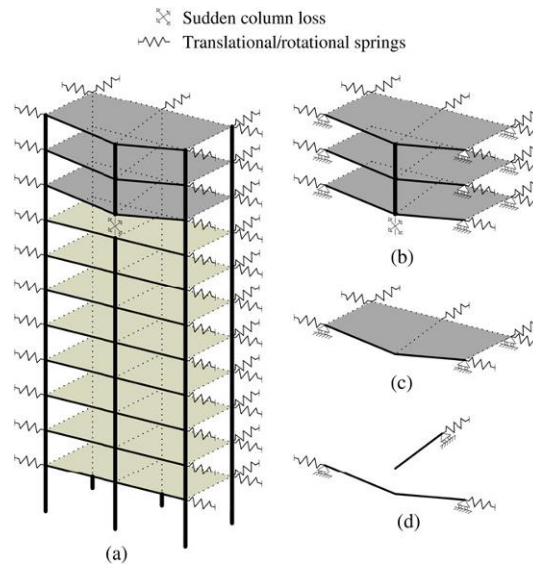 Sudden column loss
Translational/rotational springs
(a)
(b)
(c)
(d)